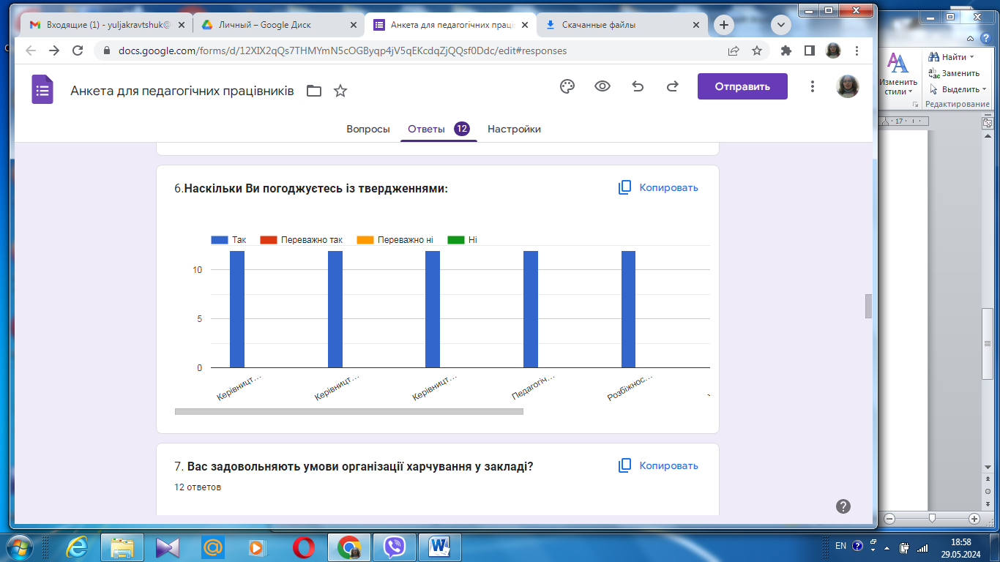 Входящие (1) - yuljakravtshuk@
Личный – Google Диск
Анкета для педагогічних праці
Скачанные файлы
docs.google.com/forms/d/12XIX2qQs7THMYmN5cOGByqp4jV5qEKcdqZjQQsf0Ddc/edit#responses
Анкета для педагогічних працівників
Отправить
Вопросы
Ответы 12
Настройки
6.Наскільки Ви погоджуєтесь із твердженнями:
Копировать
Так Переважно так Переважно ні Ні
10
5
0
Керівницт…
Керівницт…
Керівницт…
Педагогіч…
Розбіжнос…
7. Вас задовольняють умови організації харчування у закладі?
Копировать
12 ответов
Найти
Заменить
Выделить
Изменить
стили
Редактирование
17
EN
18:58
29.05.2024